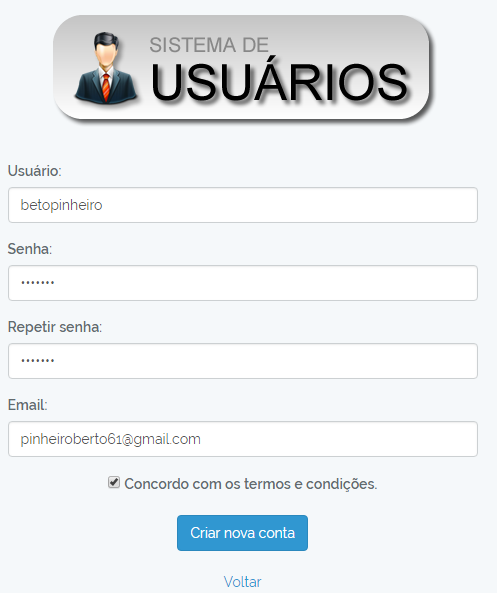 SISTEMA DE
USUÁRIOS
Usuário:
betopinheiro
Senha:
•••••••
Repetir senha:
•••••••
Email:
pinheiroberto61@gmail.com
Concordo com os termos e condições.
Criar nova conta
Voltar